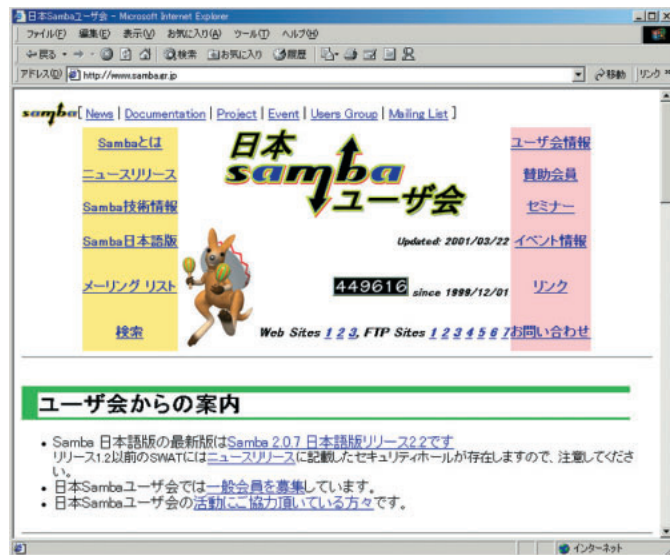 日本Sambaユーザ会 - Microsoft Internet Explorer
ファイル(F) 編集(E) 表示(V) お気に入り(A) ツール(T) ヘルプ(H)
戻る 検索 お気に入り 履歴
アドレス(D) http://www.samba.gr.jp 移動 リンク »
samba[ News | Documentation | Project | Event | Users Group | Mailing List ]
Sambaとは
ニュースリリース
Samba技術情報
Samba日本語版
メーリング リスト
検索
日本
samba
ユーザ会
Updated: 2001/03/22
449616 since 1999/12/01
Web Sites 1 2 3, FTP Sites 1 2 3 4 5 6 7
ユーザ会情報
賛助会員
セミナー
イベント情報
リンク
お問い合わせ
ユーザ会からの案内
• Samba 日本語版の最新版はSamba 2.0.7 日本語版リリース2.2です
リリース1.2以前のSWATにはニュースリリースに記載したセキュリティホールが存在しますので、注意してくださ
い。
• 日本Sambaユーザ会では一般会員を募集しています。
• 日本Sambaユーザ会の活動にご協力頂いている方々です。
インターネット